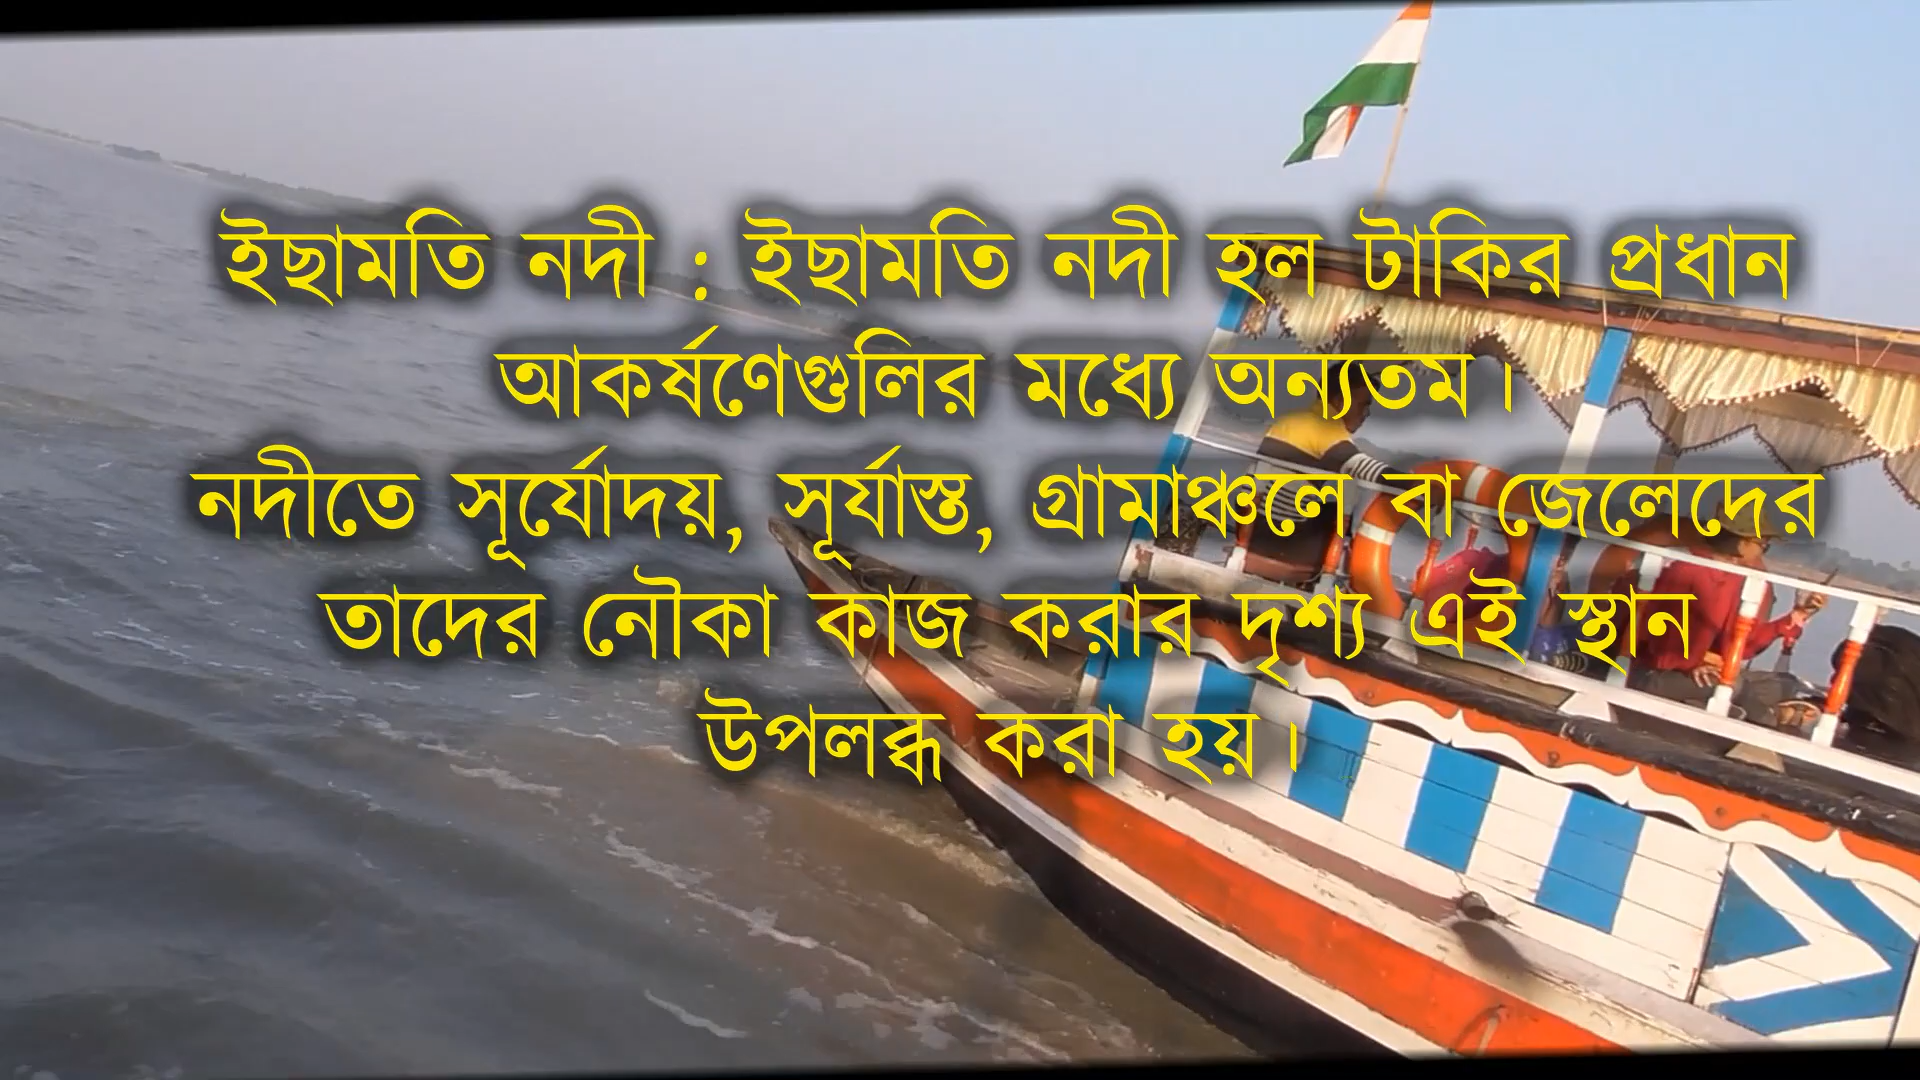 ইছামতি নদী : ইছামতি নদী হল টাকির প্রধান
আকর্ষণেগুলির মধ্যে অন্যতম।
নদীতে সূর্যোদয়, সূর্যাস্ত, গ্রামাঞ্চলে বা জেলেদের
তাদের নৌকা কাজ করার দৃশ্য এই স্থান
উপলব্ধ করা হয়।